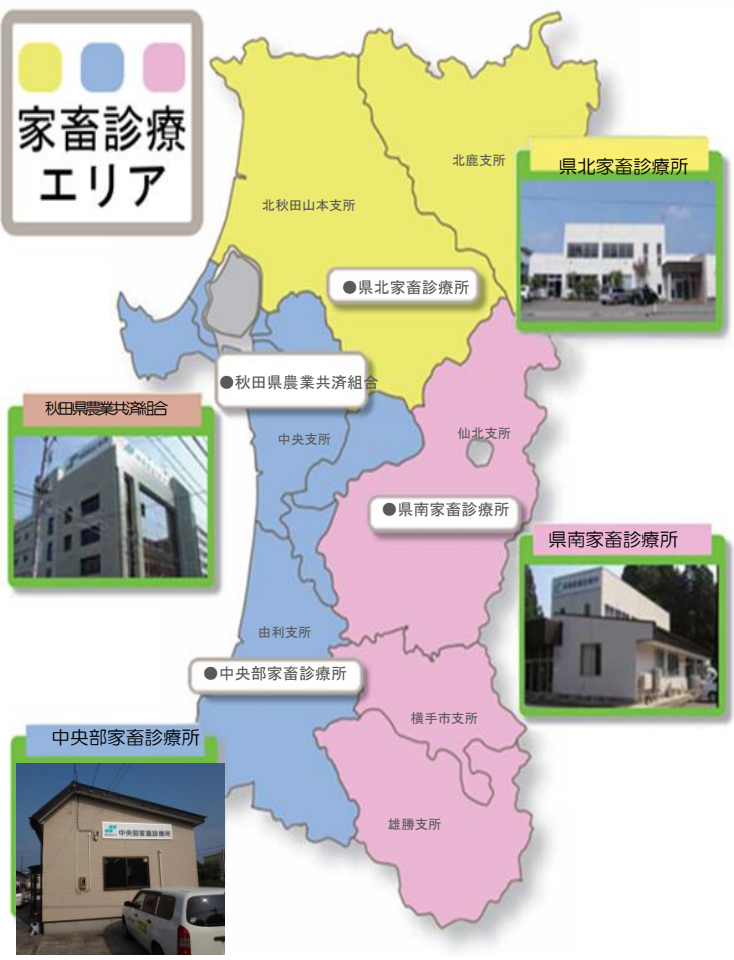 家畜診療
エリア
北鹿支所
県北家畜診療所
北秋田山本支所
●県北家畜診療所
●秋田県農業共済組合
秋田県農業共済組合
中央支所
仙北支所
●県南家畜診療所
県南家畜診療所
由利支所
●中央部家畜診療所
横手市支所
中央部家畜診療所
中央部家畜診療所
雄勝支所